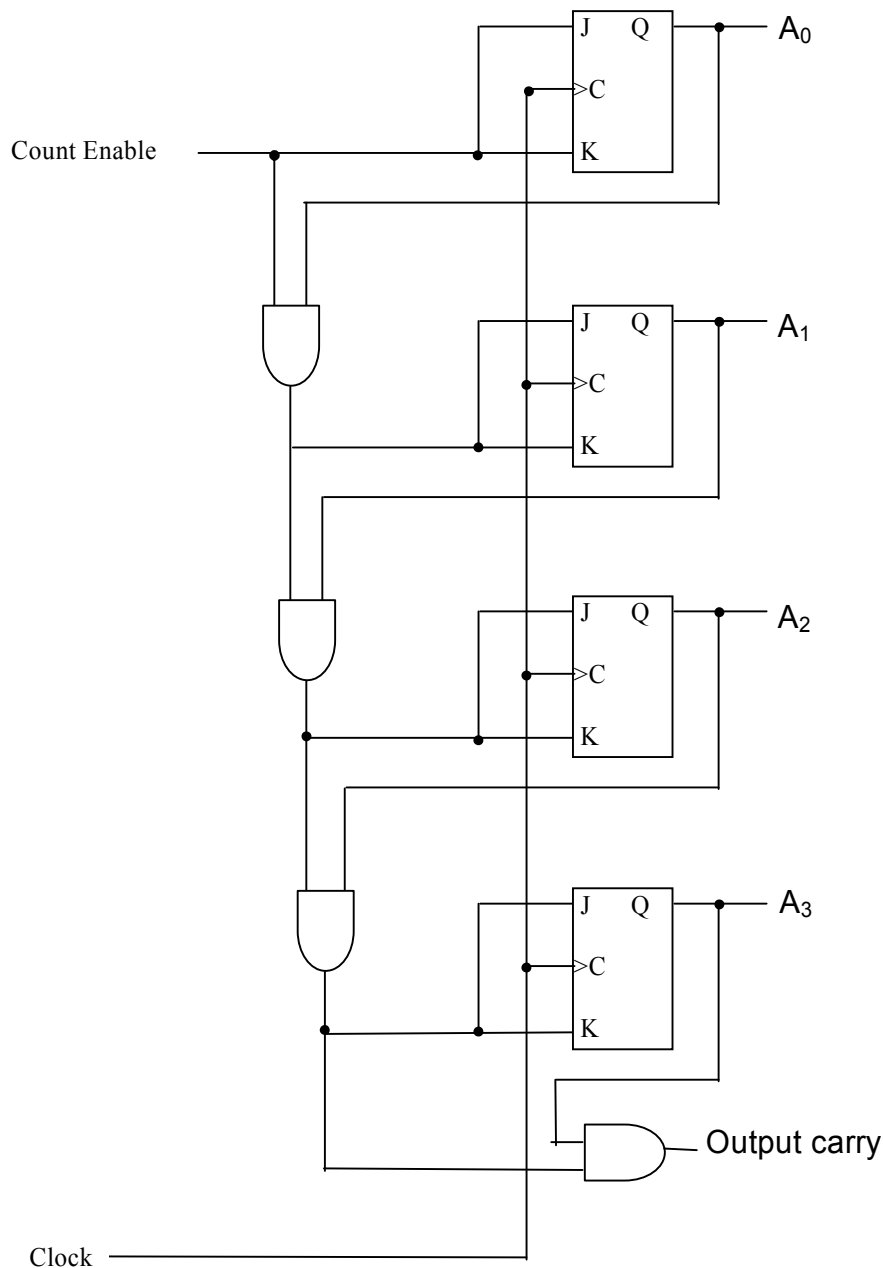 J Q A₀
>C
Count Enable K
J Q A₁
>C
K
J Q A₂
>C
K
J Q A₃
>C
K
Output carry
Clock